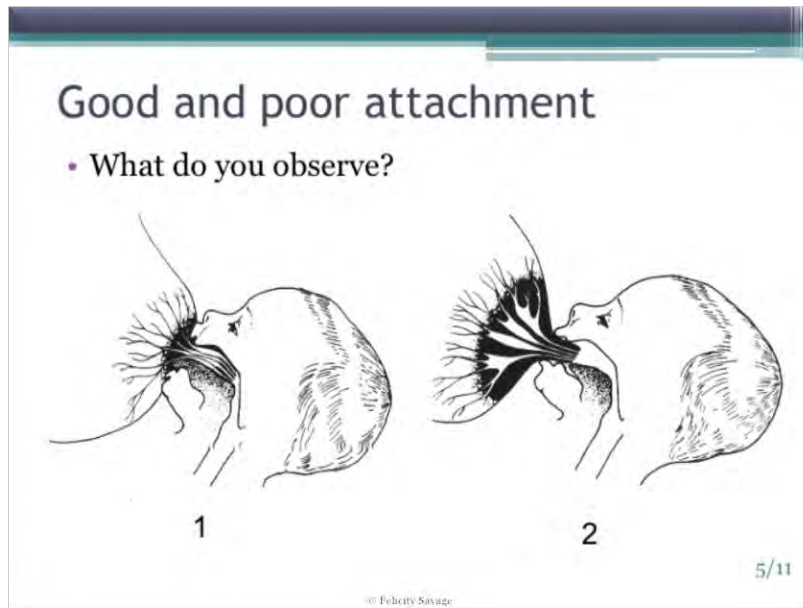 Good and poor attachment
• What do you observe?
1
2
5/11
© Felicity Savage